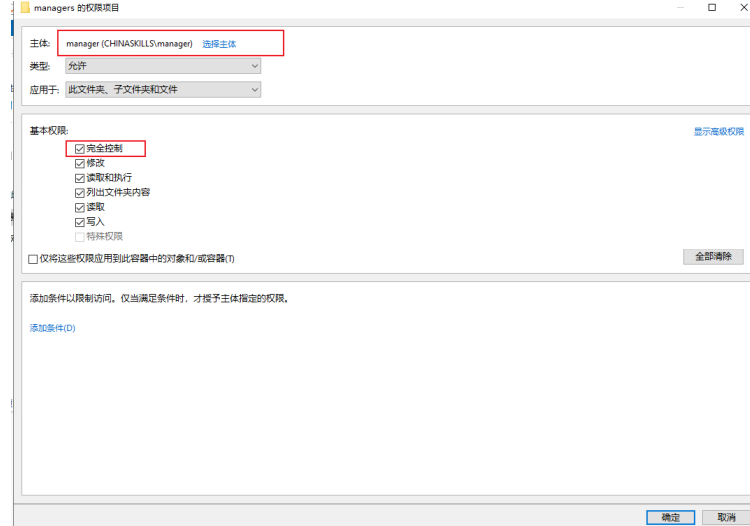 managers 的权限项目
主体: manager (CHINASKILLS\manager) 选择主体
类型: 允许
应用于: 此文件夹、子文件夹和文件
基本权限: 显示高级权限
完全控制
修改
读取和执行
列出文件夹内容
读取
写入
特殊权限
仅将这些权限应用到此容器中的对象和/或容器(T) 全部清除
添加条件以限制访问。仅当满足条件时，才授予主体指定的权限。
添加条件(D)
确定 取消